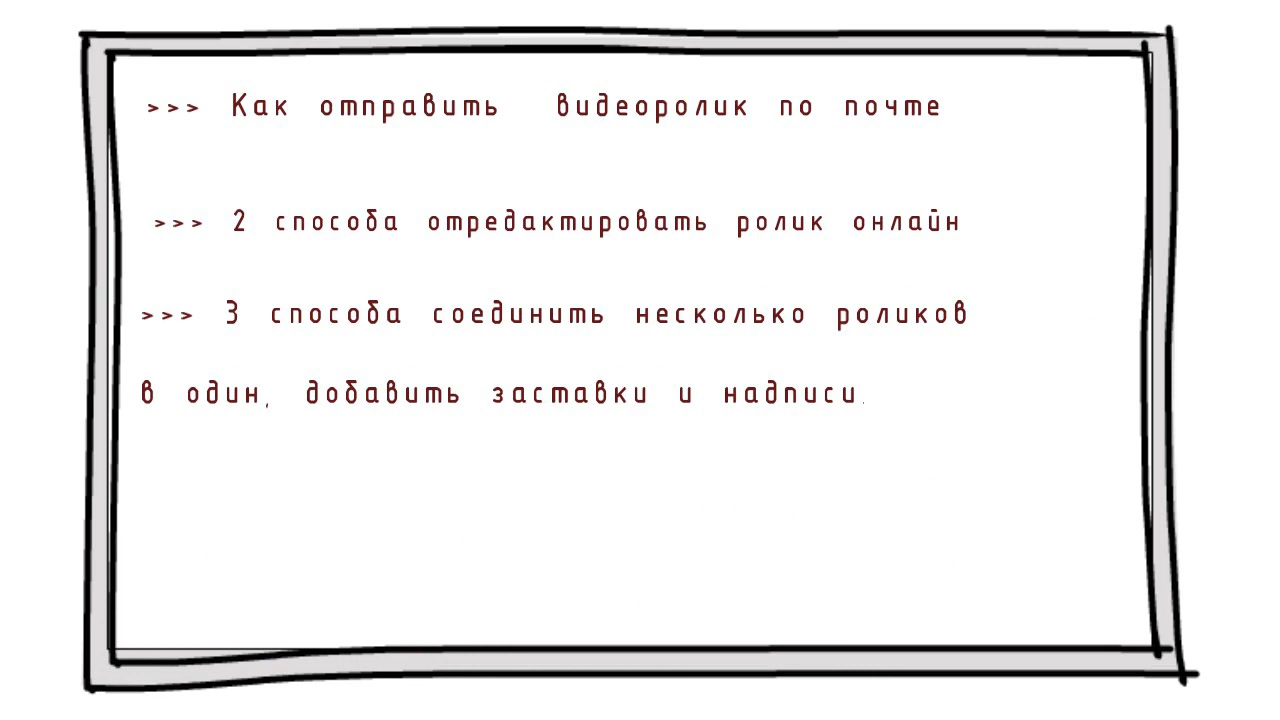 >>> Как отправить видеоролик по почте
>>> 2 способа отредактировать ролик онлайн
>>> 3 способа соединить несколько роликов
в один, добавить заставки и надписи.